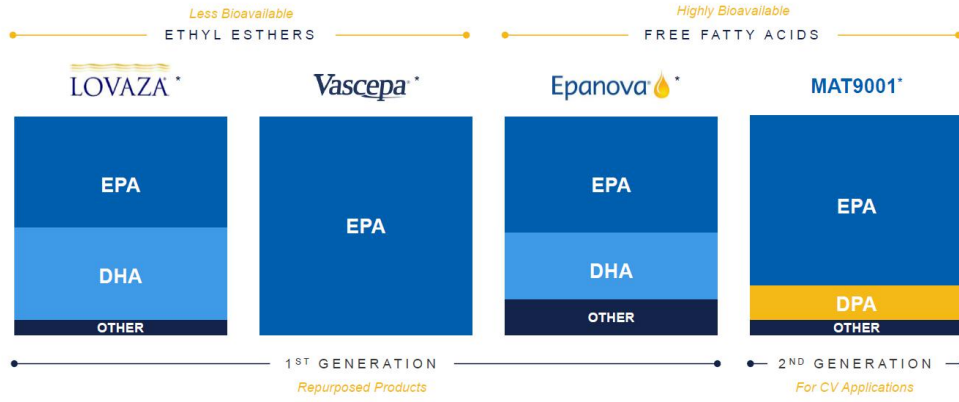 Less Bioavailable
ETHYL ESTHERS
Highly Bioavailable
FREE FATTY ACIDS
LOVAZA® *
Vascepa® *
Epanova® *
MAT9001*
EPA
DHA
OTHER
EPA
EPA
DHA
OTHER
EPA
DPA
OTHER
1ST GENERATION
Repurposed Products
2ND GENERATION
For CV Applications